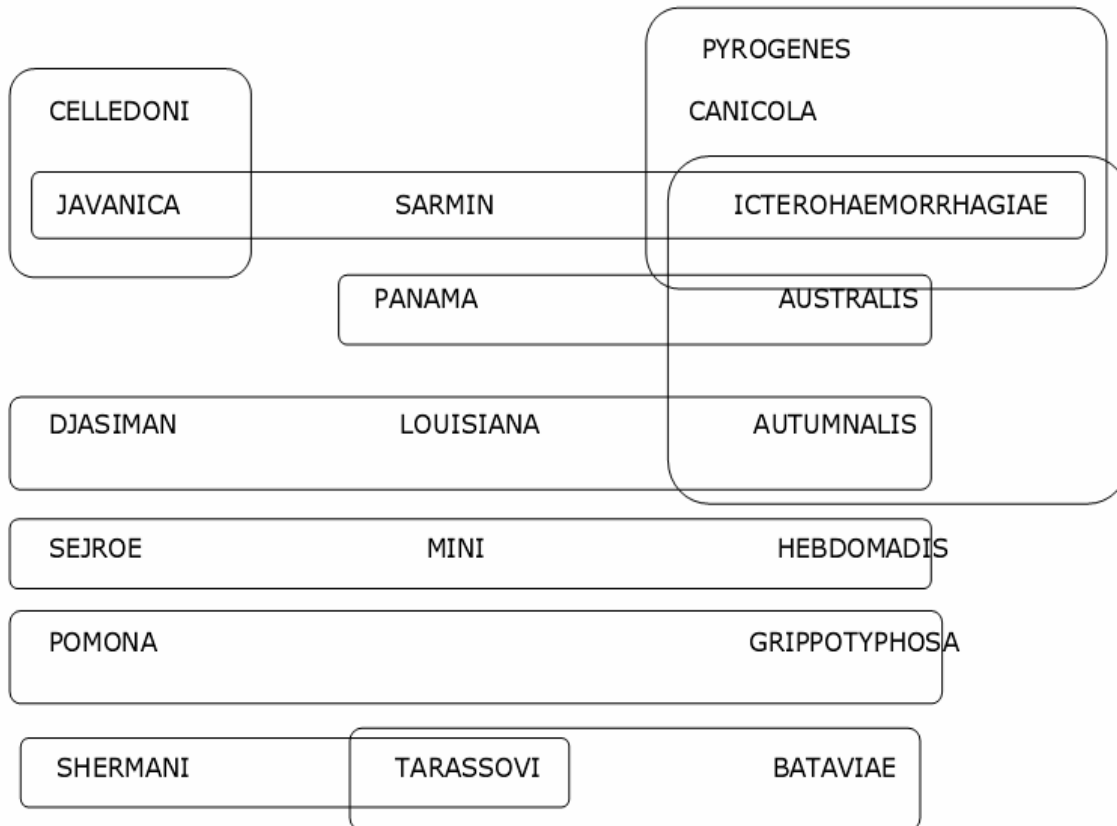 PYROGENES
CELLEDONI CANICOLA
JAVANICA SARMIN ICTEROHAEMORRHAGIAE
PANAMA AUSTRALIS
DJASIMAN LOUISIANA AUTUMNALIS
SEJROE MINI HEBDOMADIS
POMONA GRIPPOTYPHOSA
SHERMANI TARASSOVI BATAVIAE